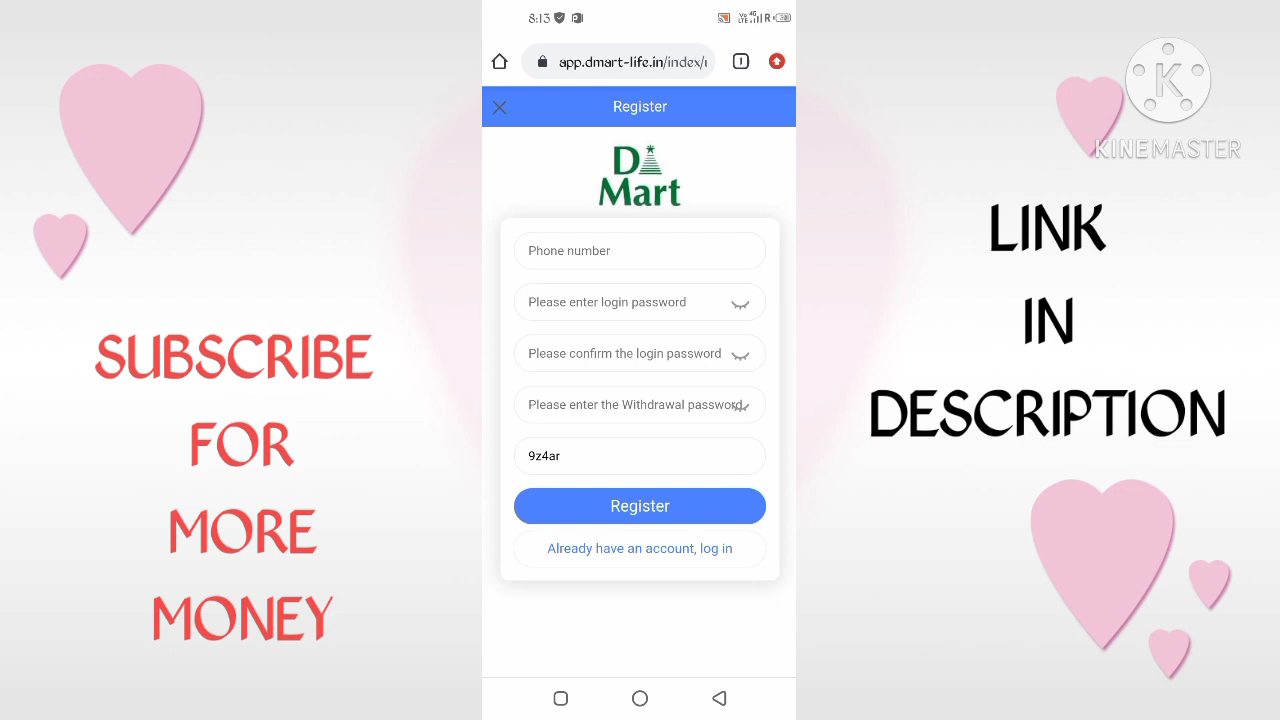 8:13
app.dmart-life.in/index/
Register
D
Mart
Phone number
Please enter login password
Please confirm the login password
Please enter the Withdrawal password
9z4ar
Register
Already have an account, log in
SUBSCRIBE
FOR
MORE
MONEY
K
KINEMASTER
LINK
IN
DESCRIPTION